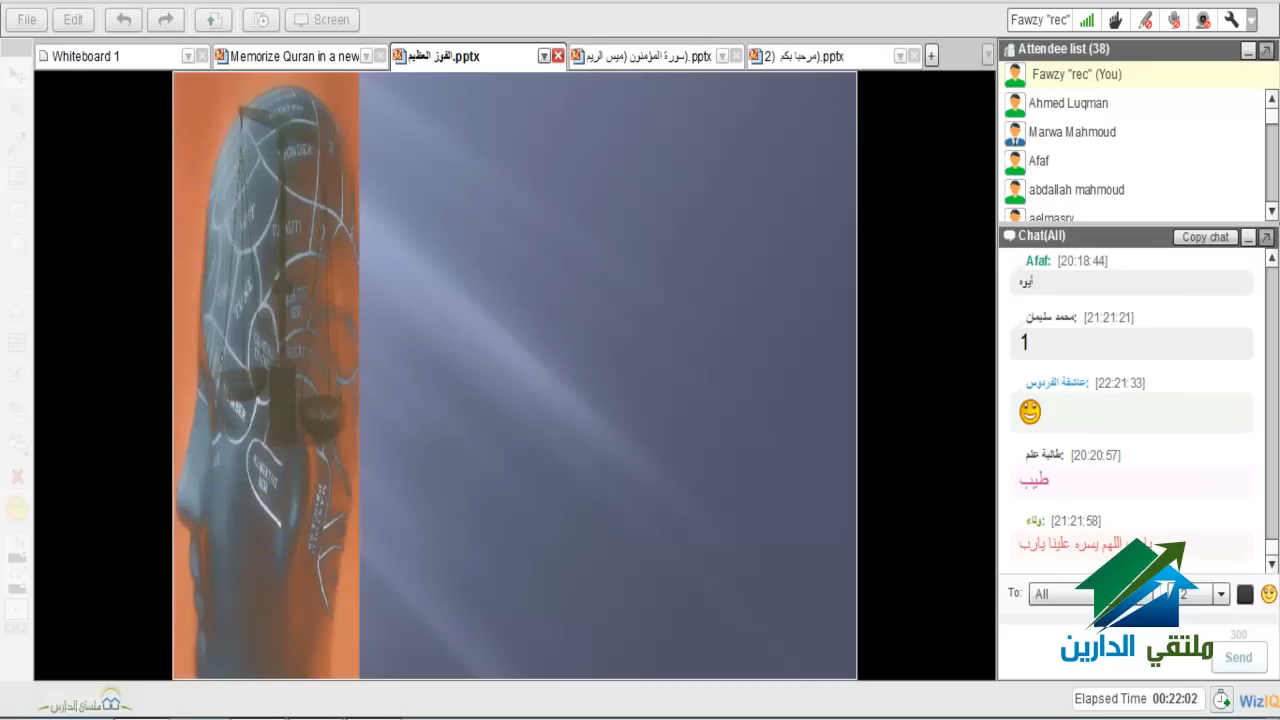 File Edit Screen Fawzy "rec"
Whiteboard 1
Memorize Quran in a new
الفوز العظيم.pptx
سورة المؤمنون (ميس الريم).pptx
مرحبا بكم (2).pptx
Attendee list (38)
Fawzy "rec" (You)
Ahmed Luqman
Marwa Mahmoud
Afaf
abdallah mahmoud
aelmasry
Chat(All) Copy chat
Afaf: [20:18:44]
أيوه
محمد سليمان: [21:21:21]
1
عاشقة الفردوس: [22:21:33]
طالبة علم: [20:20:57]
طيب
وفاء: [21:21:58]
اللهم يسره علينا يارب
To: All 2
300
Send
ملتقي الدارين
ملتقى الدارين
Elapsed Time 00:22:02
WizIQ